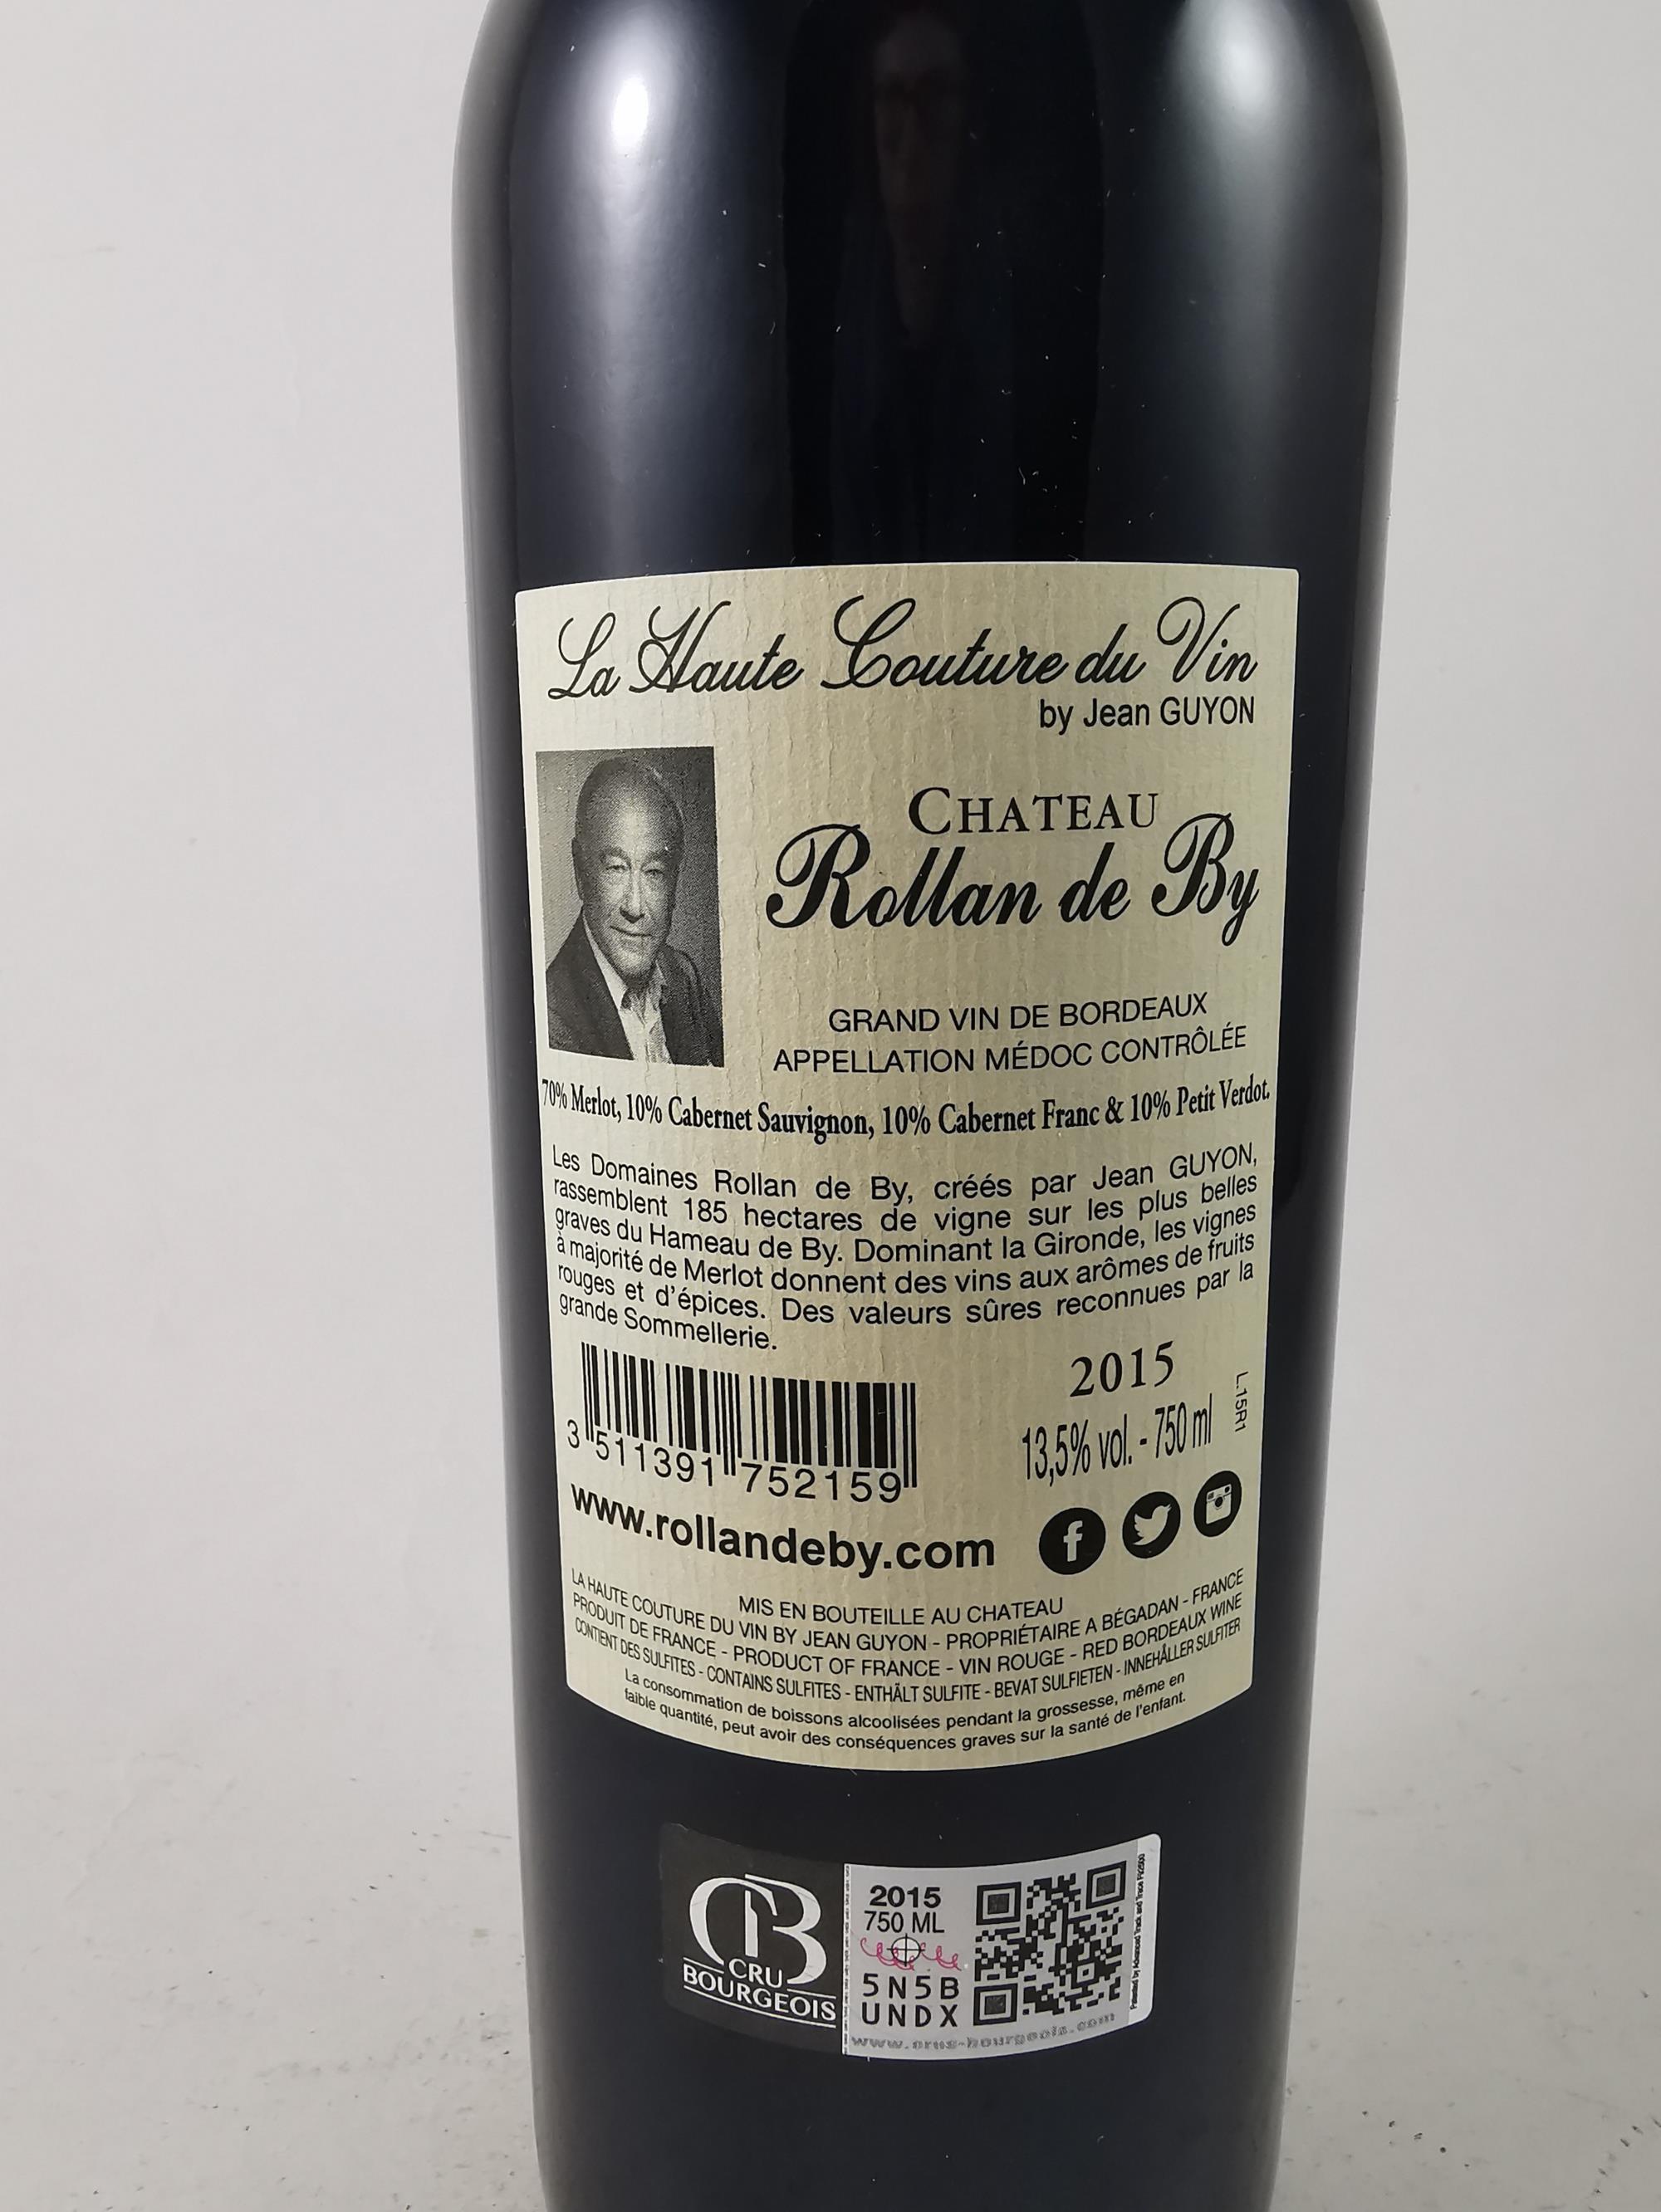 La Haute Couture du Vin
by Jean GUYON
CHATEAU
Rollan de By
GRAND VIN DE BORDEAUX
APPELLATION MÉDOC CONTRÔLÉE
70% Merlot, 10% Cabernet Sauvignon, 10% Cabernet Franc & 10% Petit Verdot.
Les Domaines Rollan de By, créés par Jean GUYON,
rassemblent 185 hectares de vigne sur les plus belles
graves du Hameau de By. Dominant la Gironde, les vignes
à majorité de Merlot donnent des vins aux arômes de fruits
rouges et d'épices. Des valeurs sûres reconnues par la
grande Sommellerie.
2015
13,5% vol. - 750 ml
L.15R1
3 511391 752159
www.rollandeby.com
MIS EN BOUTEILLE AU CHATEAU
LA HAUTE COUTURE DU VIN BY JEAN GUYON - PROPRIÉTAIRE A BÉGADAN - FRANCE
PRODUIT DE FRANCE - PRODUCT OF FRANCE - VIN ROUGE - RED BORDEAUX WINE
CONTIENT DES SULFITES - CONTAINS SULFITES - ENTHÄLT SULFITE - BEVAT SULFIETEN - INNEHÅLLER SULFITER
La consommation de boissons alcoolisées pendant la grossesse, même en
faible quantité, peut avoir des conséquences graves sur la santé de l'enfant.
CB
CRU
BOURGEOIS
2015
750 ML
5N5B
UNDX
www.crus-bourgeois.com
Patented by Advanced Track and Trace